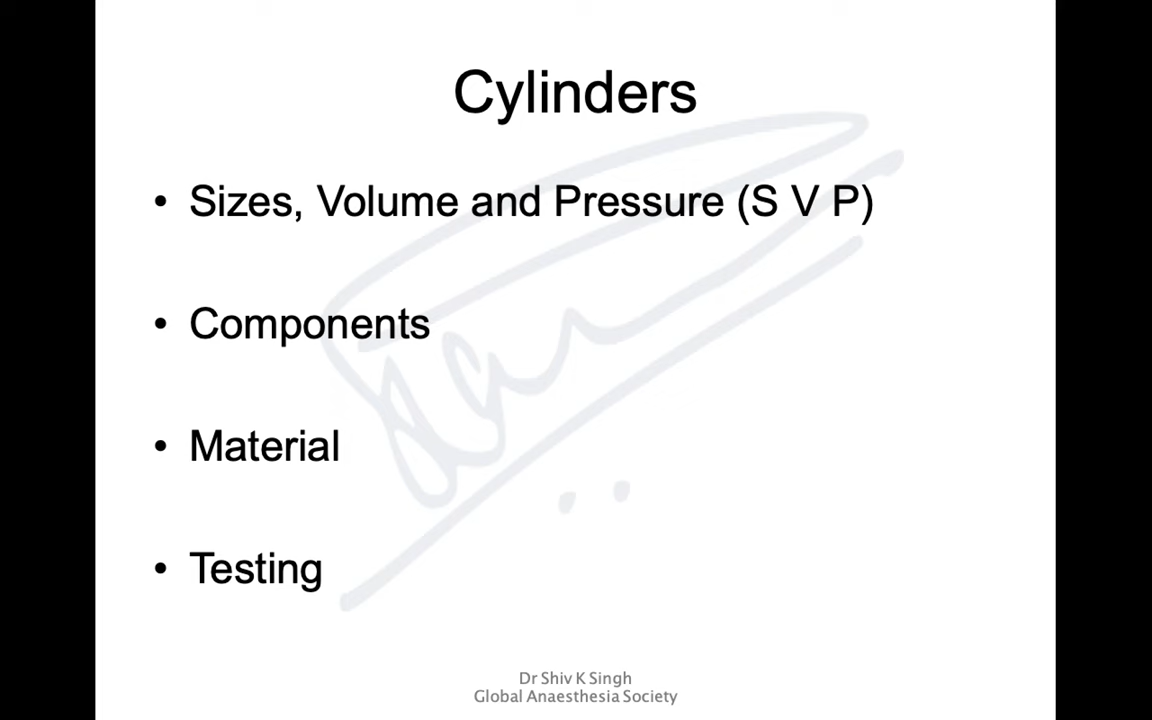 Cylinders
• Sizes, Volume and Pressure (S V P)
• Components
• Material
• Testing
Dr Shiv K Singh
Global Anaesthesia Society